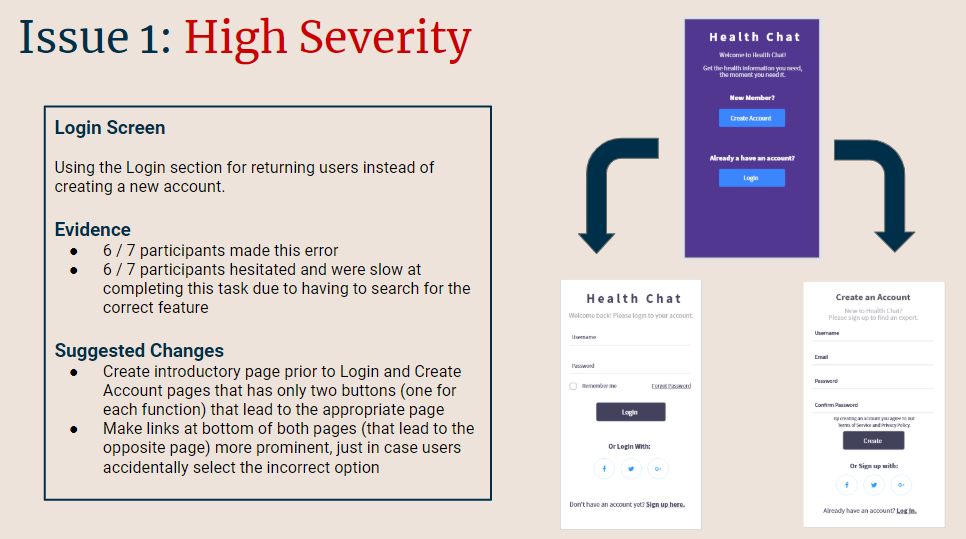 Issue 1: High Severity
Login Screen
Using the Login section for returning users instead of
creating a new account.
Evidence
● 6 / 7 participants made this error
● 6 / 7 participants hesitated and were slow at
completing this task due to having to search for the
correct feature
Suggested Changes
● Create introductory page prior to Login and Create
Account pages that has only two buttons (one for
each function) that lead to the appropriate page
● Make links at bottom of both pages (that lead to the
opposite page) more prominent, just in case users
accidentally select the incorrect option
Health Chat
Welcome to Health Chat!
Get the health information you need,
the moment you need it.
New Member?
Create Account
Already a have an account?
Login
Health Chat
Welcome back! Please login to your account.
Username
Password
Remember me Forgot Password
Login
Or Login With:
f G+
Don't have an account yet? Sign up here.
Create an Account
New to Health Chat?
Please sign up to find an expert.
Username
Email
Password
Confirm Password
By creating an account you agree to our
Terms of Service and Privacy Policy.
Create
Or Sign up with:
f G+
Already have an account? Log in.